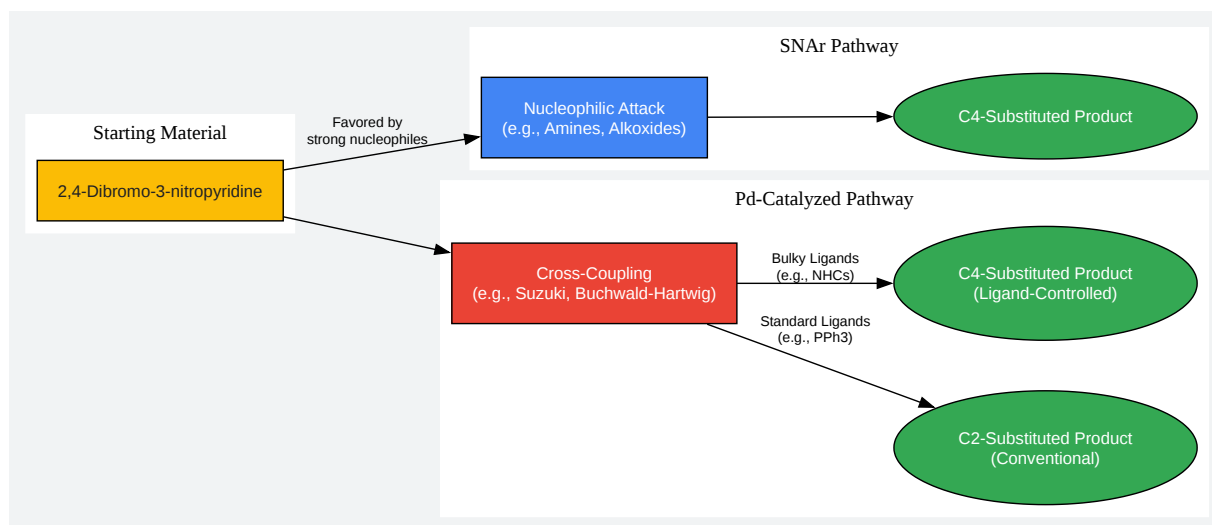 Starting Material
2,4-Dibromo-3-nitropyridine
Favored by
strong nucleophiles
SNAr Pathway
Nucleophilic Attack
(e.g., Amines, Alkoxides)
C4-Substituted Product
Pd-Catalyzed Pathway
Cross-Coupling
(e.g., Suzuki, Buchwald-Hartwig)
Bulky Ligands
(e.g., NHCs)
C4-Substituted Product
(Ligand-Controlled)
Standard Ligands
(e.g., PPh3)
C2-Substituted Product
(Conventional)